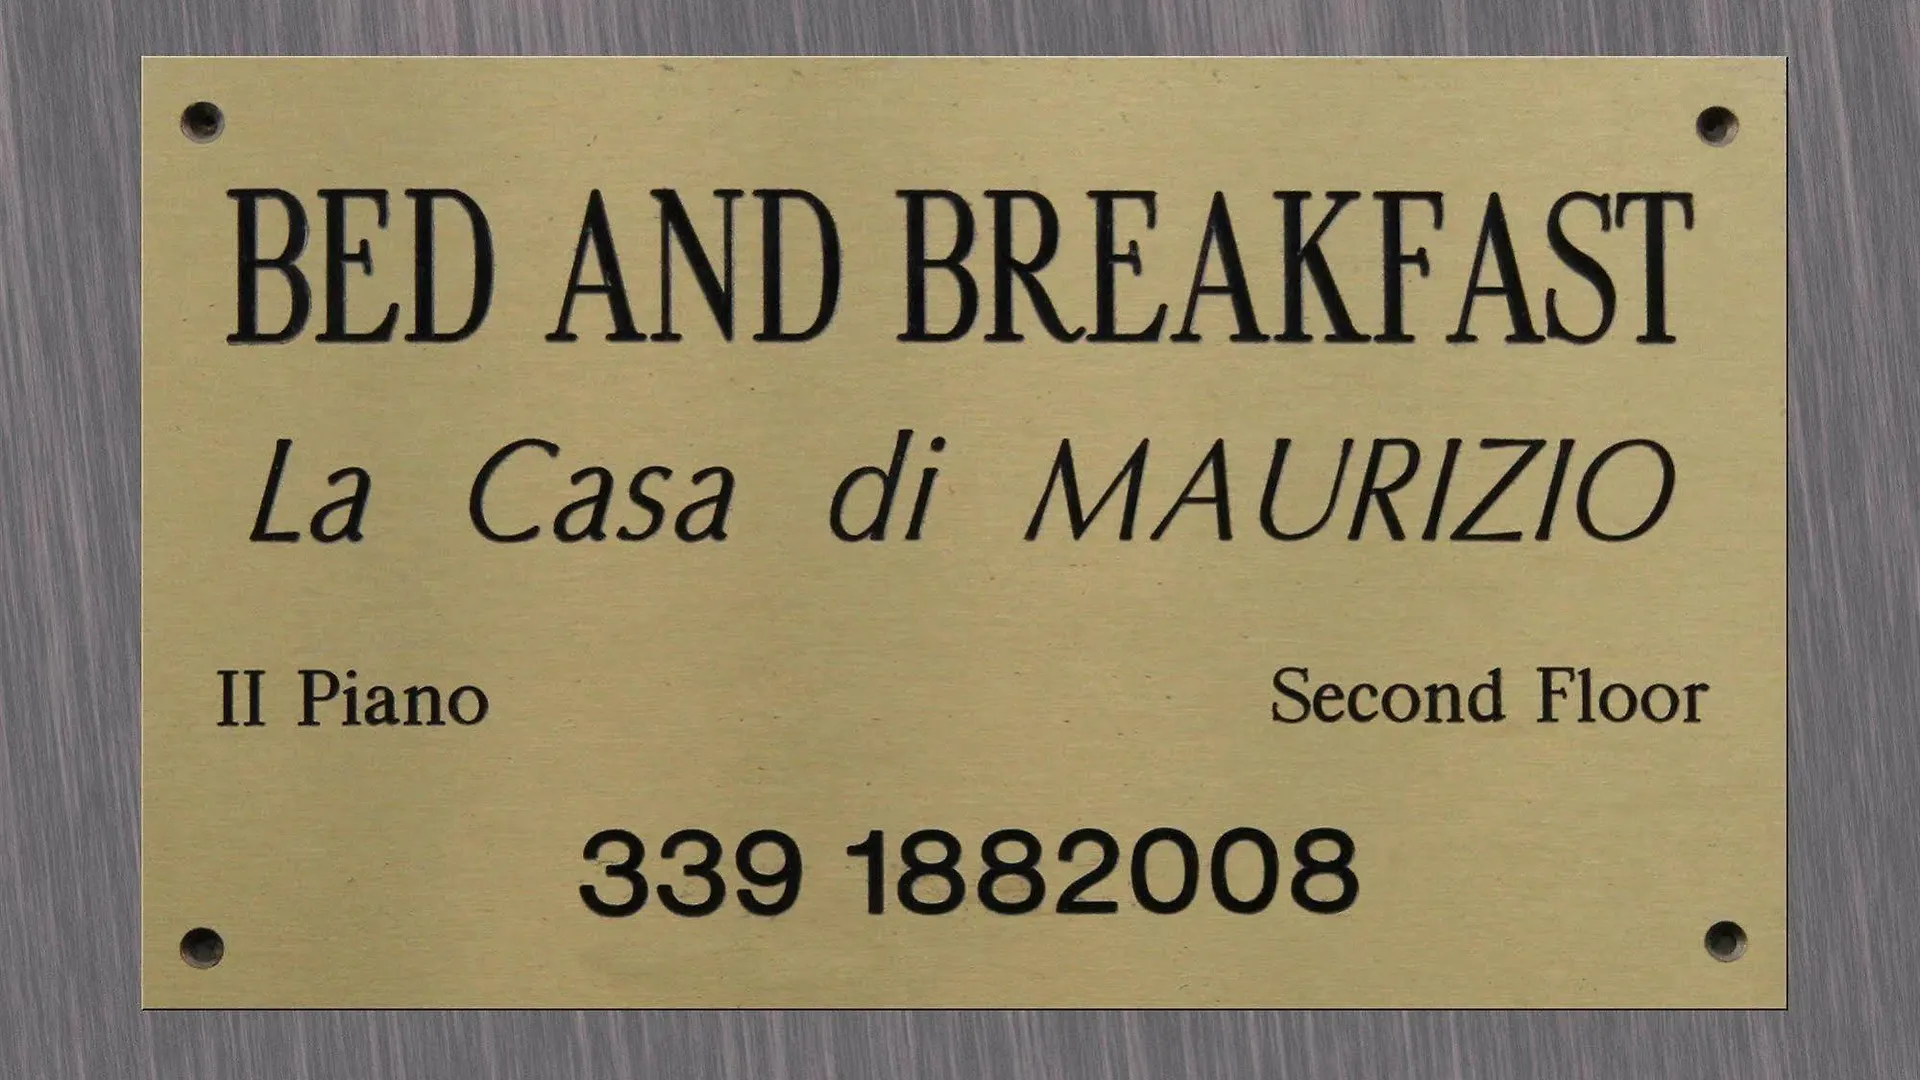 BED AND BREAKFAST
La Casa di MAURIZIO
II Piano Second Floor
339 1882008